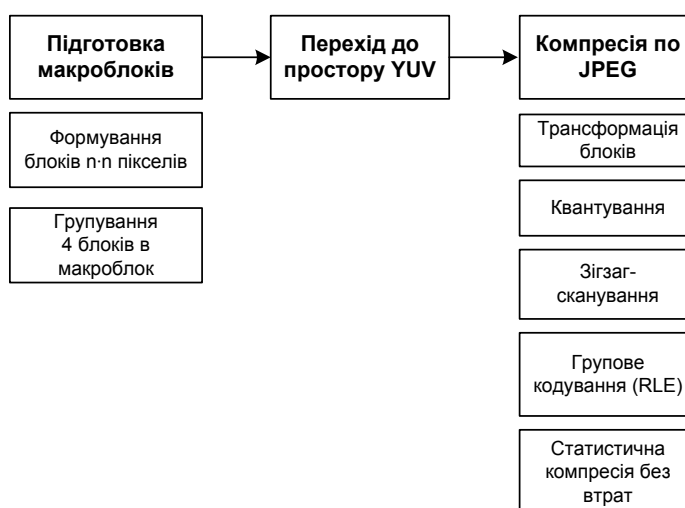 Підготовка
макроблоків
Перехід до
простору YUV
Компресія по
JPEG
Формування
блоків n·n пікселів
Групування
4 блоків в
макроблок
Трансформація
блоків
Квантування
Зігзаг-
сканування
Групове
кодування (RLE)
Статистична
компресія без
втрат